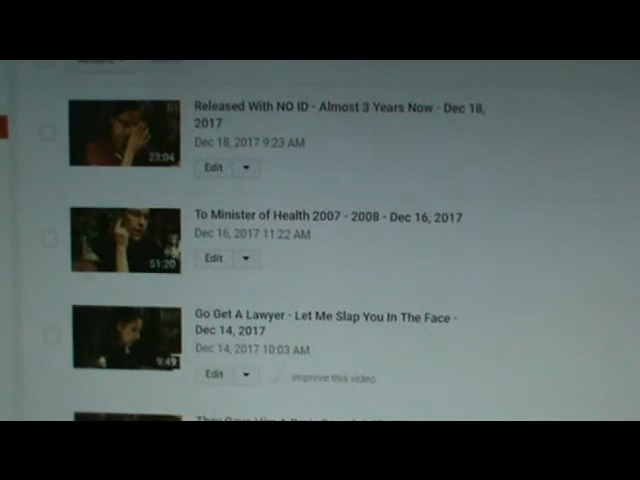 Released With NO ID - Almost 3 Years Now - Dec 18,
2017
Dec 18, 2017 9:23 AM
23:04
Edit
To Minister of Health 2007 - 2008 - Dec 16, 2017
Dec 16, 2017 11:22 AM
51:20
Edit
Go Get A Lawyer - Let Me Slap You In The Face -
Dec 14, 2017
Dec 14, 2017 10:03 AM
9:49
Edit
Improve this video